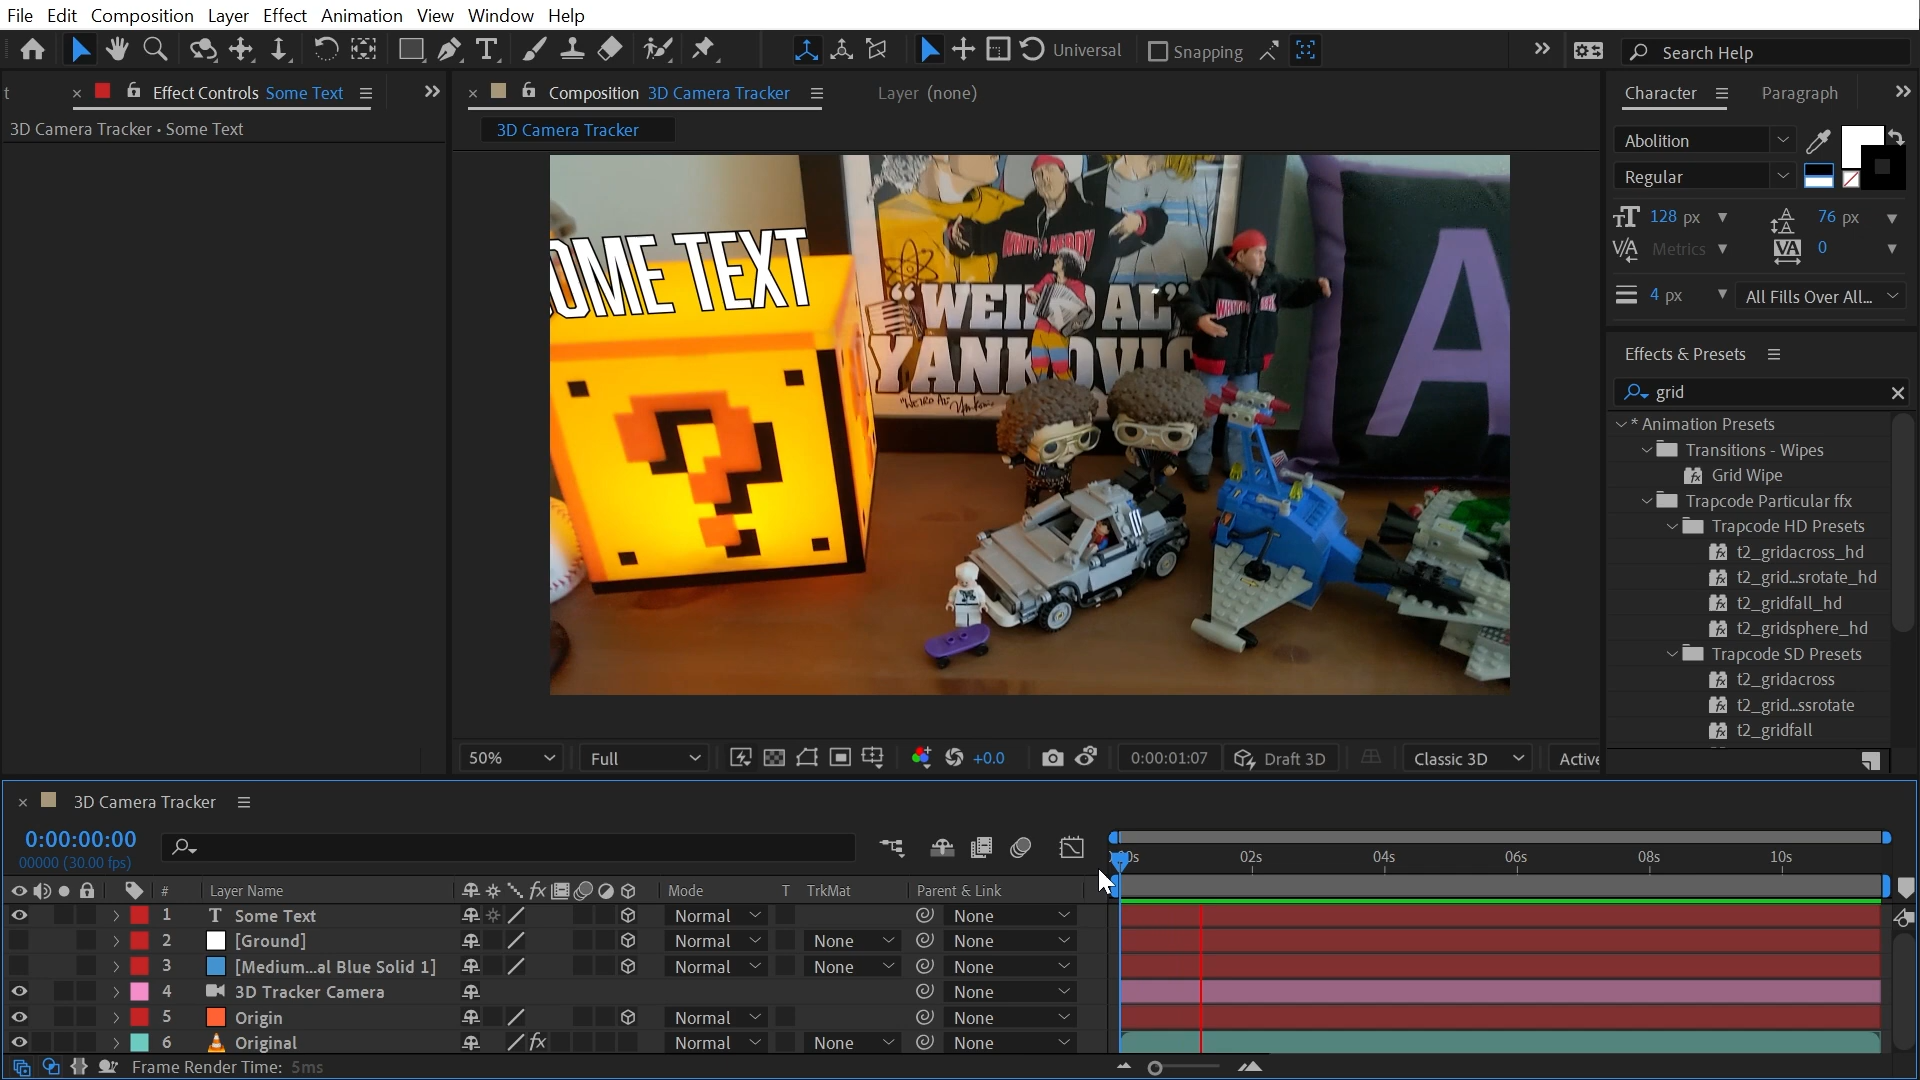 File Edit Composition Layer Effect Animation View Window Help
Universal Snapping Search Help
t × Effect Controls Some Text
× Composition 3D Camera Tracker Layer (none)
Character Paragraph
3D Camera Tracker • Some Text
3D Camera Tracker
Abolition
Regular
128 px 76 px
Metrics 0
4 px All Fills Over All...
OME TEXT
WHITE & NERDY
"WEIRD AL"
YANKOVIC
A
?
Effects & Presets
grid
* Animation Presets
Transitions - Wipes
Grid Wipe
Trapcode Particular ffx
Trapcode HD Presets
t2_gridacross_hd
t2_grid...srotate_hd
t2_gridfall_hd
t2_gridsphere_hd
Trapcode SD Presets
t2_gridacross
t2_grid...ssrotate
t2_gridfall
50% Full +0.0 0:00:01:07 Draft 3D Classic 3D Active
× 3D Camera Tracker
0:00:00:00
00000 (30.00 fps)
02s 04s 06s 08s 10s
# Layer Name Mode T TrkMat Parent & Link
1 T Some Text Normal None
2 [Ground] Normal None None
3 [Medium...al Blue Solid 1] Normal None None
4 3D Tracker Camera None
5 Origin Normal None
6 Original fx Normal None None
Frame Render Time: 5ms